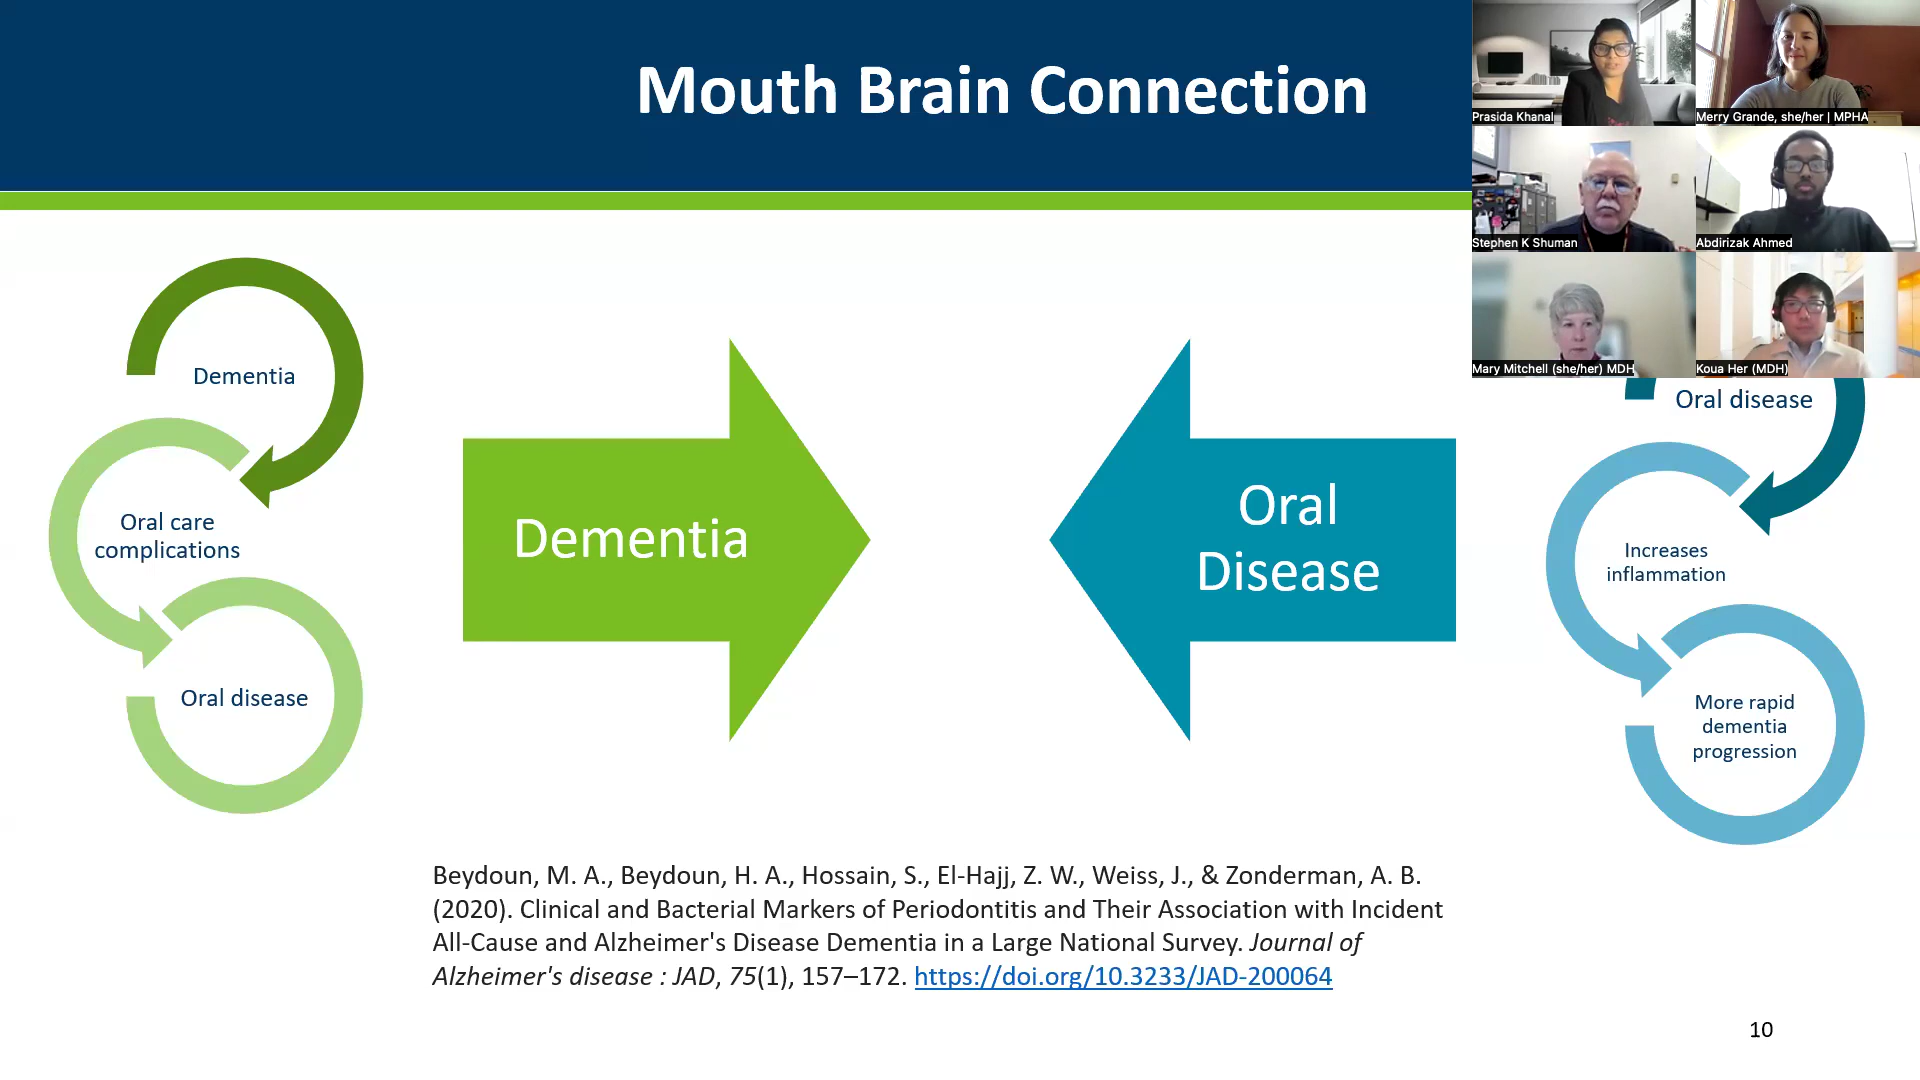 Mouth Brain Connection
Prasida Khanal
Merry Grande, she/her | MPHA
Stephen K Shuman
Abdirizak Ahmed
Mary Mitchell (she/her) MDH
Koua Her (MDH)
Dementia
Oral care
complications
Oral disease
Dementia
Oral
Disease
Oral disease
Increases
inflammation
More rapid
dementia
progression
Beydoun, M. A., Beydoun, H. A., Hossain, S., El-Hajj, Z. W., Weiss, J., & Zonderman, A. B.
(2020). Clinical and Bacterial Markers of Periodontitis and Their Association with Incident
All-Cause and Alzheimer's Disease Dementia in a Large National Survey. Journal of
Alzheimer's disease : JAD, 75(1), 157–172. https://doi.org/10.3233/JAD-200064
10